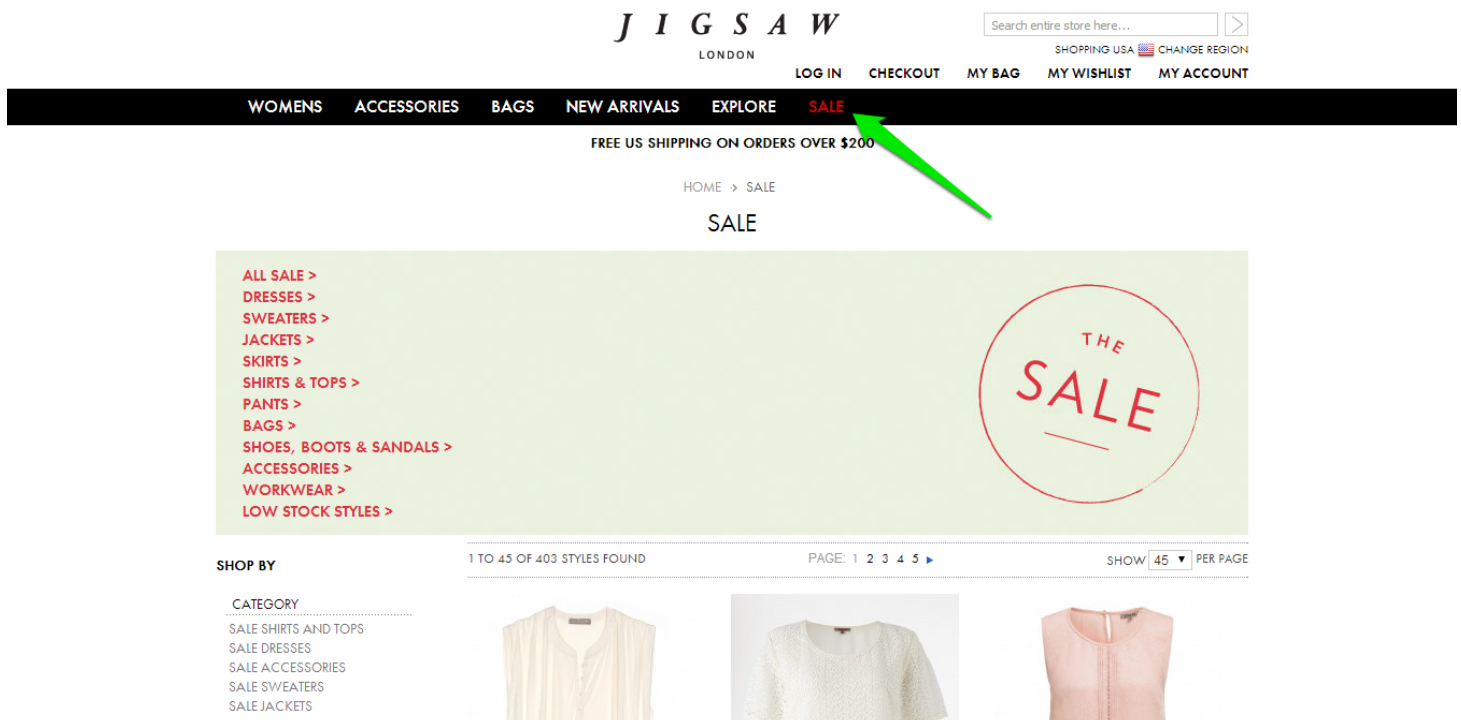 JIGSAW
LONDON
Search entire store here...
SHOPPING USA CHANGE REGION
LOG IN CHECKOUT MY BAG MY WISHLIST MY ACCOUNT
WOMENS ACCESSORIES BAGS NEW ARRIVALS EXPLORE SALE
FREE US SHIPPING ON ORDERS OVER $200
HOME > SALE
SALE
ALL SALE >
DRESSES >
SWEATERS >
JACKETS >
SKIRTS >
SHIRTS & TOPS >
PANTS >
BAGS >
SHOES, BOOTS & SANDALS >
ACCESSORIES >
WORKWEAR >
LOW STOCK STYLES >
THE
SALE
SHOP BY
1 TO 45 OF 403 STYLES FOUND PAGE: 1 2 3 4 5 SHOW 45 PER PAGE
CATEGORY
SALE SHIRTS AND TOPS
SALE DRESSES
SALE ACCESSORIES
SALE SWEATERS
SALE JACKETS